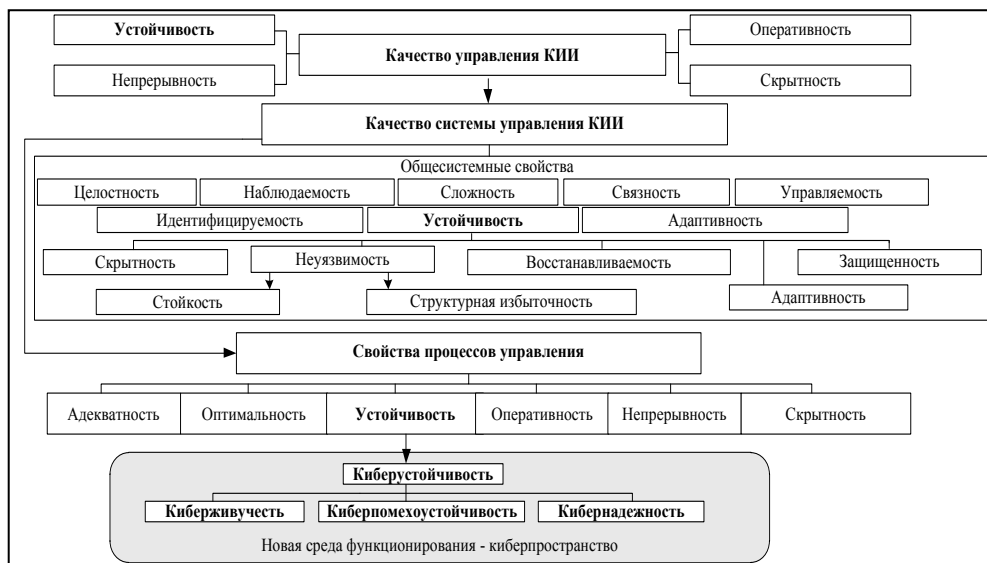 Устойчивость
Оперативность
Качество управления КИИ
Непрерывность
Скрытность
Качество системы управления КИИ
Общесистемные свойства
Целостность
Наблюдаемость
Сложность
Связность
Управляемость
Идентифицируемость
Устойчивость
Адаптивность
Скрытность
Неуязвимость
Восстанавливаемость
Защищенность
Стойкость
Структурная избыточность
Адаптивность
Свойства процессов управления
Адекватность
Оптимальность
Устойчивость
Оперативность
Непрерывность
Скрытность
Киберустойчивость
Киберживучесть
Киберпомехоустойчивость
Кибернадежность
Новая среда функционирования - киберпространство